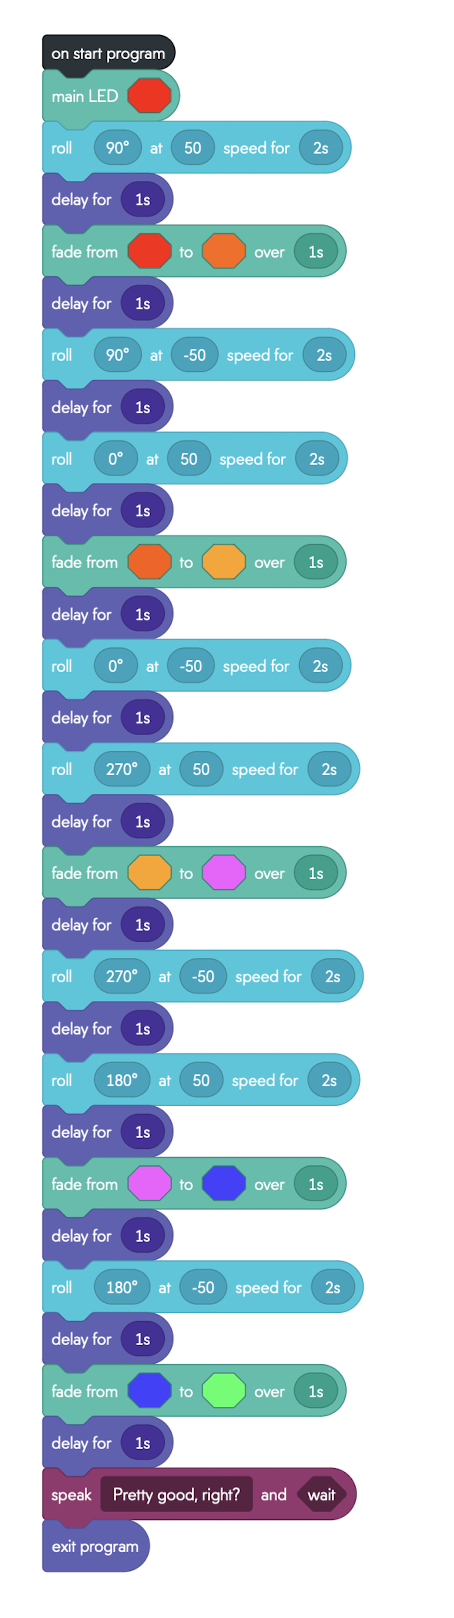 on start program
main LED
roll 90° at 50 speed for 2s
delay for 1s
fade from to over 1s
delay for 1s
roll 90° at -50 speed for 2s
delay for 1s
roll 0° at 50 speed for 2s
delay for 1s
fade from to over 1s
delay for 1s
roll 0° at -50 speed for 2s
delay for 1s
roll 270° at 50 speed for 2s
delay for 1s
fade from to over 1s
delay for 1s
roll 270° at -50 speed for 2s
delay for 1s
roll 180° at 50 speed for 2s
delay for 1s
fade from to over 1s
delay for 1s
roll 180° at -50 speed for 2s
delay for 1s
fade from to over 1s
delay for 1s
speak Pretty good, right? and wait
exit program